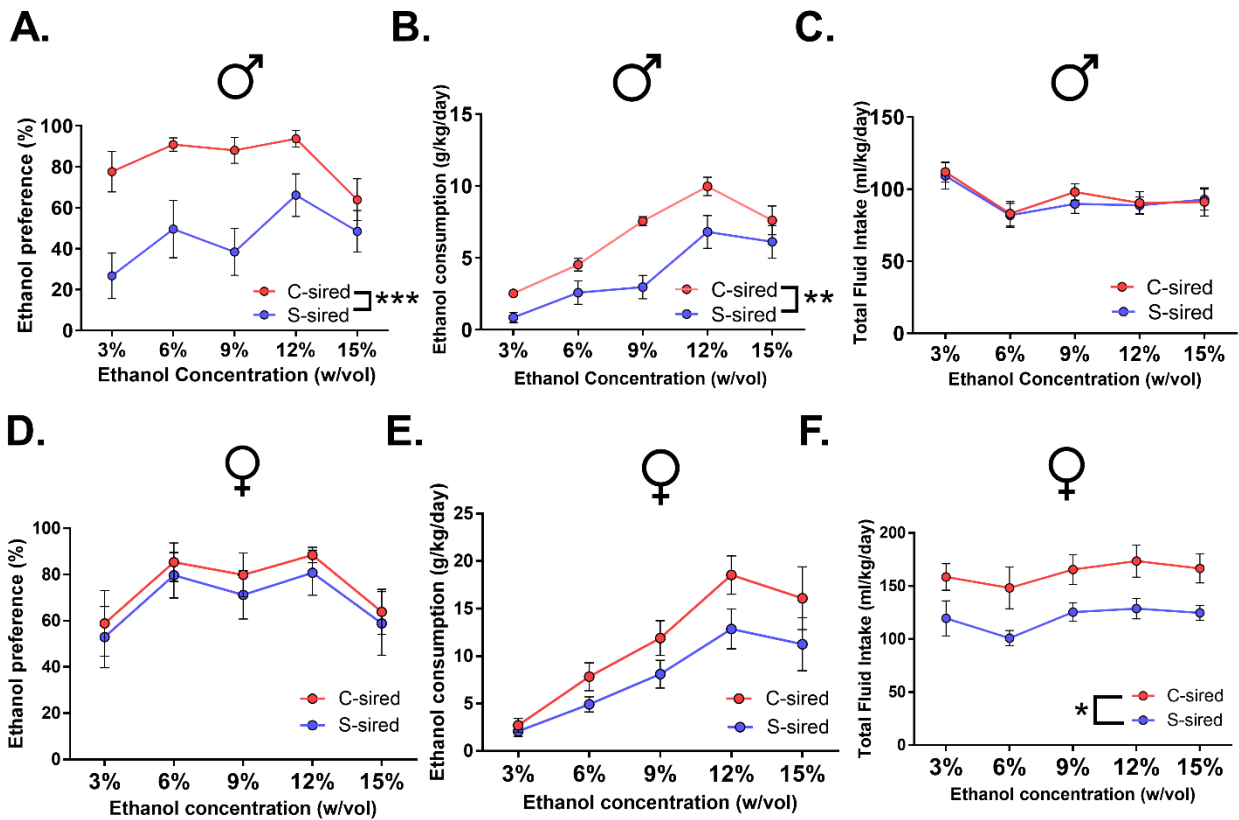 A.
♂
Ethanol preference (%)
100
80
60
40
20
0
C-sired
S-sired
***
3% 6% 9% 12% 15%
Ethanol Concentration (w/vol)
B.
♂
Ethanol consumption (g/kg/day)
15
10
5
0
C-sired
S-sired
**
3% 6% 9% 12% 15%
Ethanol Concentration (w/vol)
C.
♂
Total Fluid Intake (ml/kg/day)
150
100
50
0
C-sired
S-sired
3% 6% 9% 12% 15%
Ethanol Concentration (w/vol)
D.
♀
Ethanol preference (%)
100
80
60
40
20
0
C-sired
S-sired
3% 6% 9% 12% 15%
Ethanol concentration (w/vol)
E.
♀
Ethanol consumption (g/kg/day)
25
20
15
10
5
0
C-sired
S-sired
3% 6% 9% 12% 15%
Ethanol concentration (w/vol)
F.
♀
Total Fluid Intake (ml/kg/day)
200
150
100
50
0
C-sired
S-sired
*
3% 6% 9% 12% 15%
Ethanol concentration (w/vol)